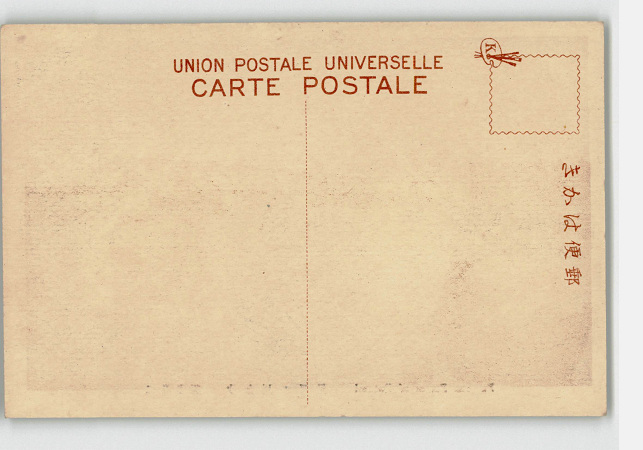 UNION POSTALE UNIVERSELLE
CARTE POSTALE
K
きかは便郵